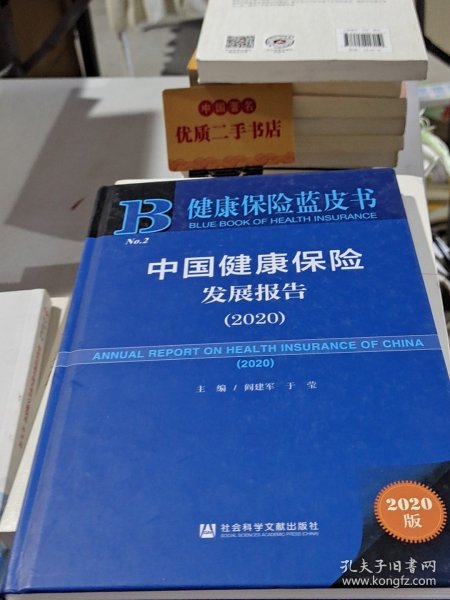 中国著名
优质二手书店
B
No.2
健康保险蓝皮书
BLUE BOOK OF HEALTH INSURANCE
中国健康保险
发展报告
(2020)
ANNUAL REPORT ON HEALTH INSURANCE OF CHINA
(2020)
主 编 / 阎建军 于 莹
2020
版
社会科学文献出版社
SOCIAL SCIENCES ACADEMIC PRESS (CHINA)
孔夫子旧书网
www.kongfz.com